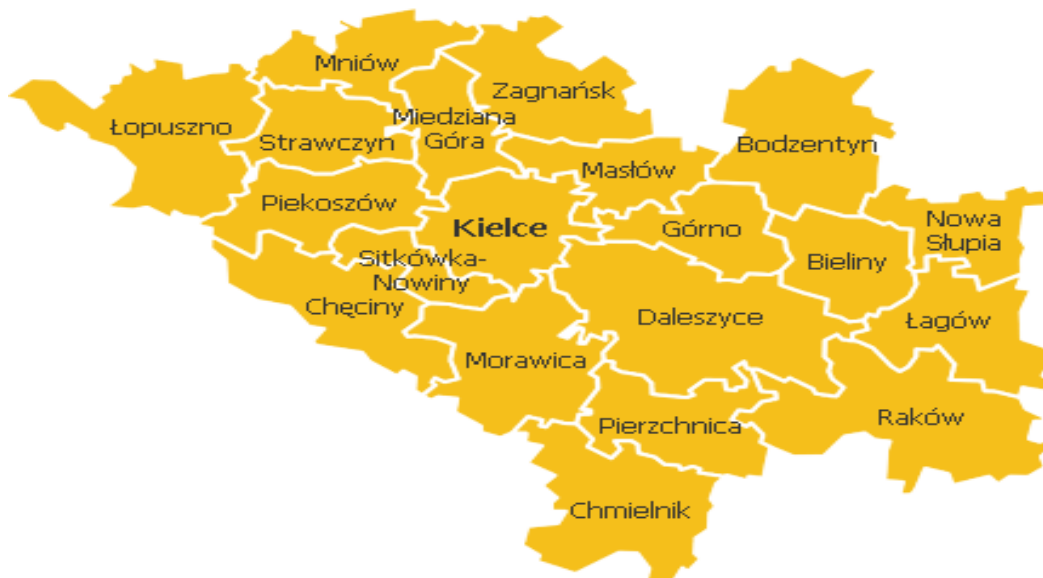 Mniów
Zagnańsk
Łopuszno
Strawczyn
Miedziana
Góra
Masłów
Bodzentyn
Piekoszów
Kielce
Górno
Nowa
Słupia
Sitkówka-
Nowiny
Bieliny
Chęciny
Daleszyce
Łagów
Morawica
Pierzchnica
Raków
Chmielnik